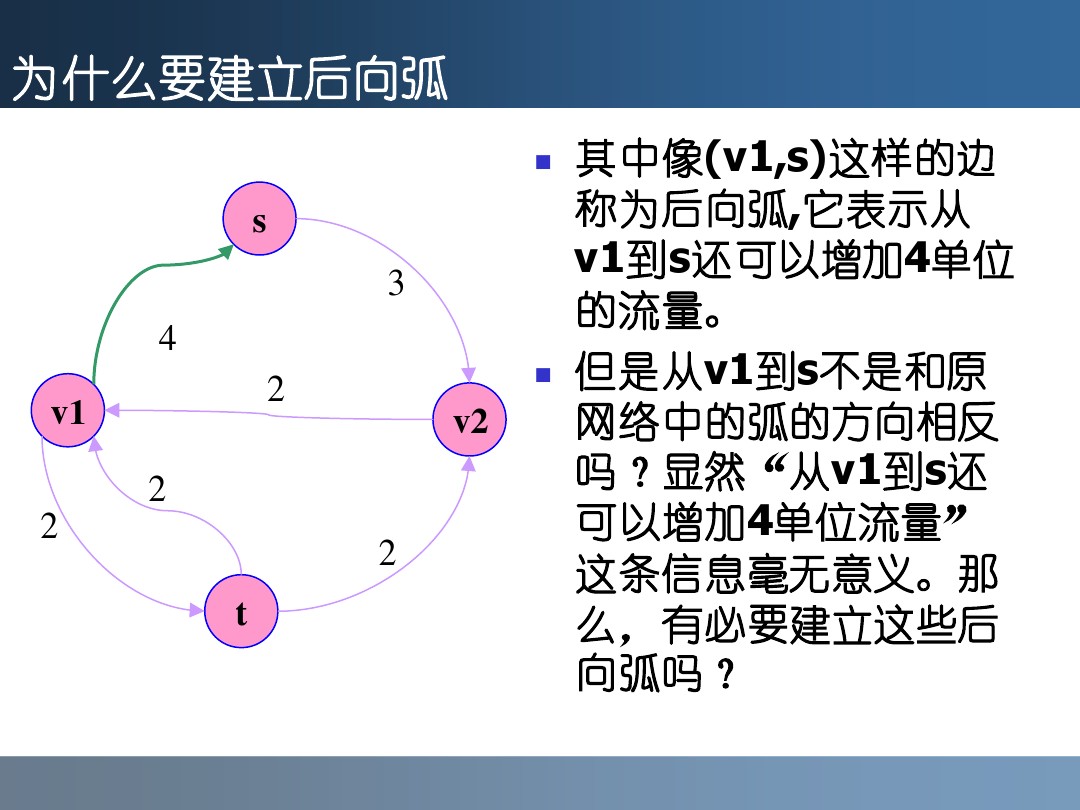 为什么要建立后向弧
s
3
4
2
v1
v2
2
2
2
t
其中像(v1,s)这样的边
称为后向弧,它表示从
v1到s还可以增加4单位
的流量。
但是从v1到s不是和原
网络中的弧的方向相反
吗？显然“从v1到s还
可以增加4单位流量”
这条信息毫无意义。那
么，有必要建立这些后
向弧吗？